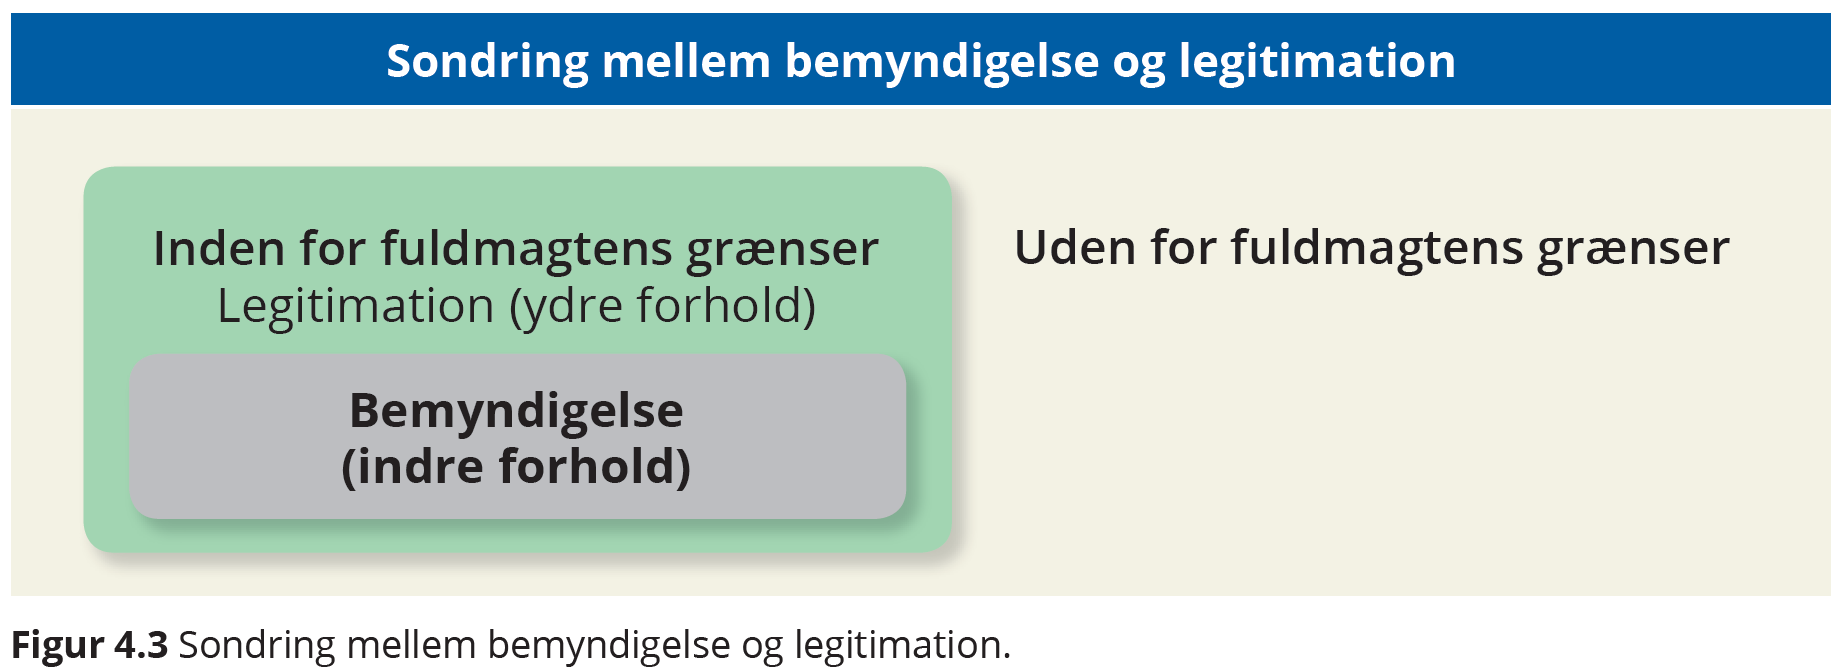 Sondring mellem bemyndigelse og legitimation
Inden for fuldmagtens grænser
Legitimation (ydre forhold)
Bemyndigelse
(indre forhold)
Uden for fuldmagtens grænser
Figur 4.3 Sondring mellem bemyndigelse og legitimation.